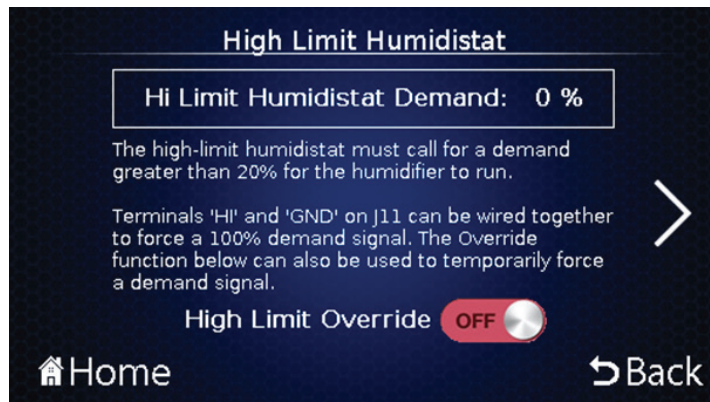 High Limit Humidistat
Hi Limit Humidistat Demand: 0 %
The high-limit humidistat must call for a demand
greater than 20% for the humidifier to run.
Terminals 'HI' and 'GND' on J11 can be wired together
to force a 100% demand signal. The Override
function below can also be used to temporarily force
a demand signal.
High Limit Override OFF
Home
Back